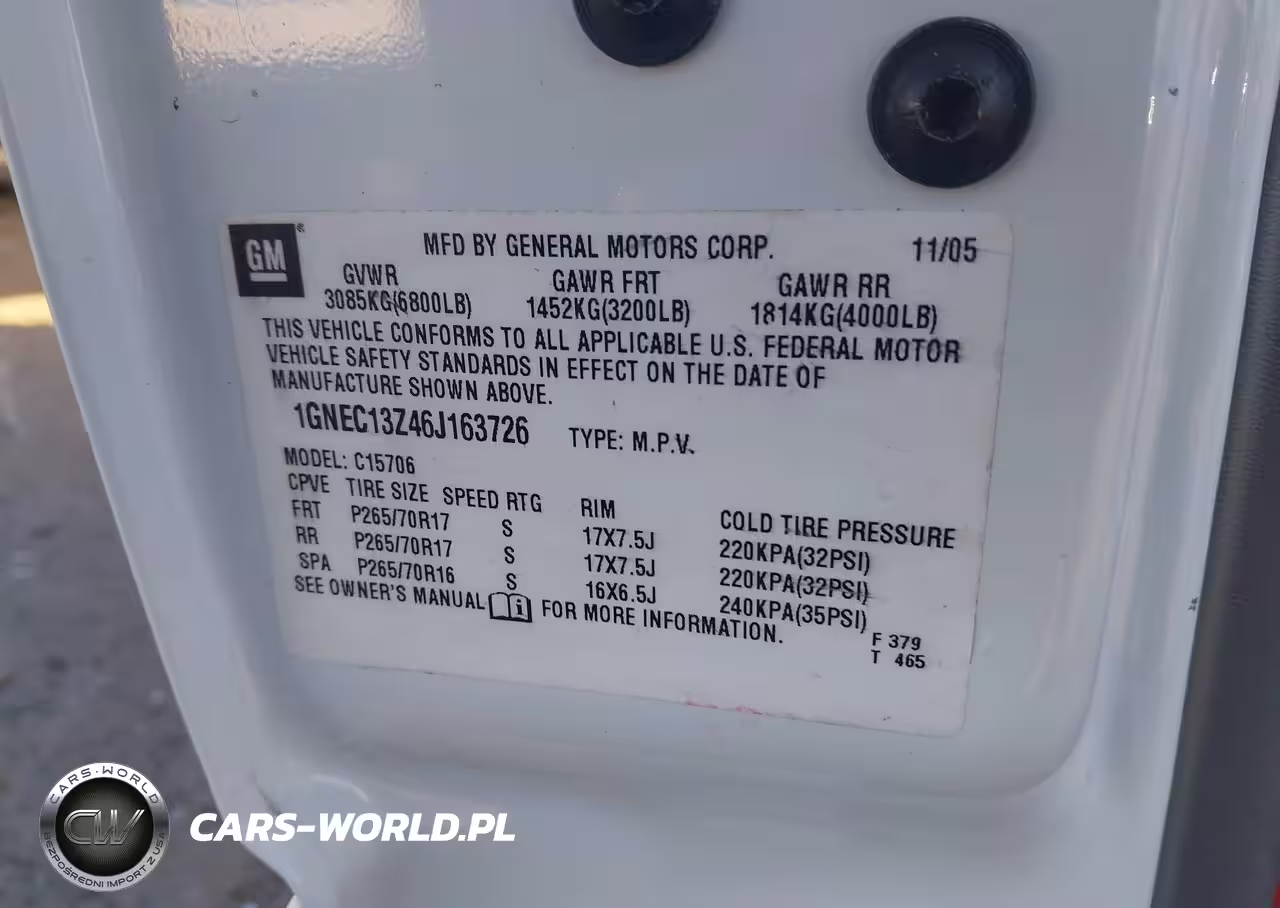 GM®
MFD BY GENERAL MOTORS CORP. 11/05
GVWR GAWR FRT GAWR RR
3085KG(6800LB) 1452KG(3200LB) 1814KG(4000LB)
THIS VEHICLE CONFORMS TO ALL APPLICABLE U.S. FEDERAL MOTOR
VEHICLE SAFETY STANDARDS IN EFFECT ON THE DATE OF
MANUFACTURE SHOWN ABOVE.
1GNEC13Z46J163726 TYPE: M.P.V.
MODEL: C15706
CPVE TIRE SIZE SPEED RTG RIM COLD TIRE PRESSURE
FRT P265/70R17 S 17X7.5J 220KPA(32PSI)
RR P265/70R17 S 17X7.5J 220KPA(32PSI)
SPA P265/70R16 S 16X6.5J 240KPA(35PSI)
SEE OWNER'S MANUAL FOR MORE INFORMATION.
F 379
T 465
CARS-WORLD
CW
BEZPOŚREDNI IMPORT Z USA
CARS-WORLD.PL